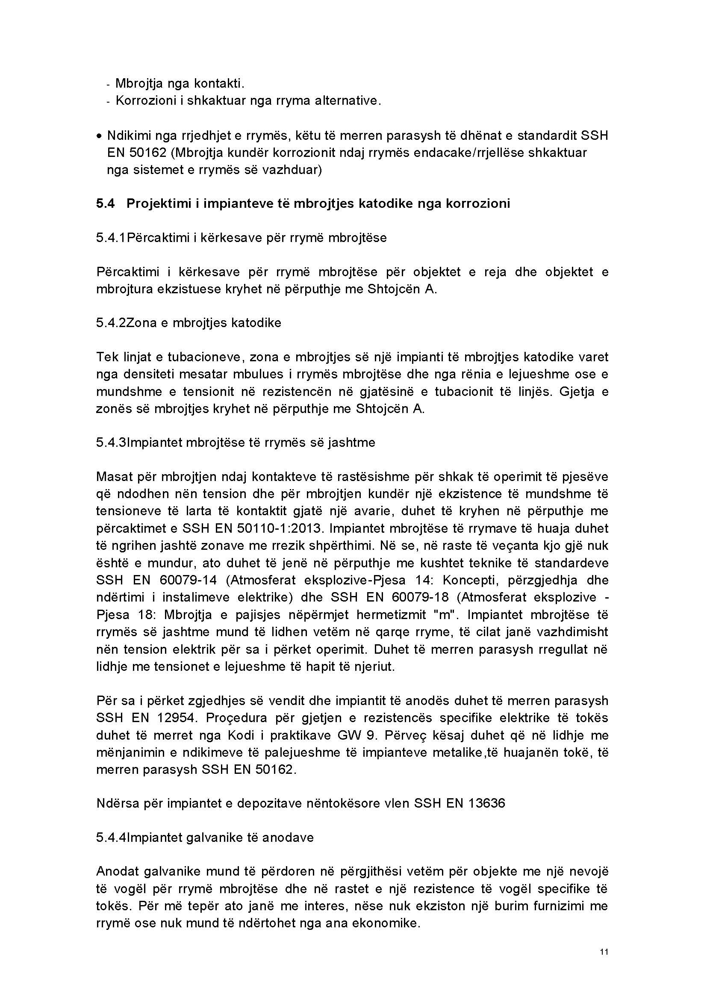 - Mbrojtja nga kontakti.
- Korrozioni i shkaktuar nga rryma alternative.
• Ndikimi nga rrjedhjet e rrymës, këtu të merren parasysh të dhënat e standardit SSH
EN 50162 (Mbrojtja kundër korrozionit ndaj rrymës endacake/rrjellëse shkaktuar
nga sistemet e rrymës së vazhduar)
5.4 Projektimi i impianteve të mbrojtjes katodike nga korrozioni
5.4.1Përcaktimi i kërkesave për rrymë mbrojtëse
Përcaktimi i kërkesave për rrymë mbrojtëse për objektet e reja dhe objektet e
mbrojtura ekzistuese kryhet në përputhje me Shtojcën A.
5.4.2Zona e mbrojtjes katodike
Tek linjat e tubacioneve, zona e mbrojtjes së një impianti të mbrojtjes katodike varet
nga densiteti mesatar mbulues i rrymës mbrojtëse dhe nga rënia e lejueshme ose e
mundshme e tensionit në rezistencën në gjatësinë e tubacionit të linjës. Gjetja e
zonës së mbrojtjes kryhet në përputhje me Shtojcën A.
5.4.3Impiantet mbrojtëse të rrymës së jashtme
Masat për mbrojtjen ndaj kontakteve të rastësishme për shkak të operimit të pjesëve
që ndodhen nën tension dhe për mbrojtjen kundër një ekzistence të mundshme të
tensioneve të larta të kontaktit gjatë një avarie, duhet të kryhen në përputhje me
përcaktimet e SSH EN 50110-1:2013. Impiantet mbrojtëse të rrymave të huaja duhet
të ngrihen jashtë zonave me rrezik shpërthimi. Në se, në raste të veçanta kjo gjë nuk
është e mundur, ato duhet të jenë në përputhje me kushtet teknike të standardeve
SSH EN 60079-14 (Atmosferat eksplozive-Pjesa 14: Koncepti, përzgjedhja dhe
ndërtimi i instalimeve elektrike) dhe SSH EN 60079-18 (Atmosferat eksplozive -
Pjesa 18: Mbrojtja e pajisjes nëpërmjet hermetizmit "m". Impiantet mbrojtëse të
rrymës së jashtme mund të lidhen vetëm në qarqe rryme, të cilat janë vazhdimisht
nën tension elektrik për sa i përket operimit. Duhet të merren parasysh rregullat në
lidhje me tensionet e lejueshme të hapit të njeriut.
Për sa i përket zgjedhjes së vendit dhe impiantit të anodës duhet të merren parasysh
SSH EN 12954. Proçedura për gjetjen e rezistencës specifike elektrike të tokës
duhet të merret nga Kodi i praktikave GW 9. Përveç kësaj duhet që në lidhje me
mënjanimin e ndikimeve të palejueshme të impianteve metalike,të huajanën tokë, të
merren parasysh SSH EN 50162.
Ndërsa për impiantet e depozitave nëntokësore vlen SSH EN 13636
5.4.4Impiantet galvanike të anodave
Anodat galvanike mund të përdoren në përgjithësi vetëm për objekte me një nevojë
të vogël për rrymë mbrojtëse dhe në rastet e një rezistence të vogël specifike të
tokës. Për më tepër ato janë me interes, nëse nuk ekziston një burim furnizimi me
rrymë ose nuk mund të ndërtohet nga ana ekonomike.
11